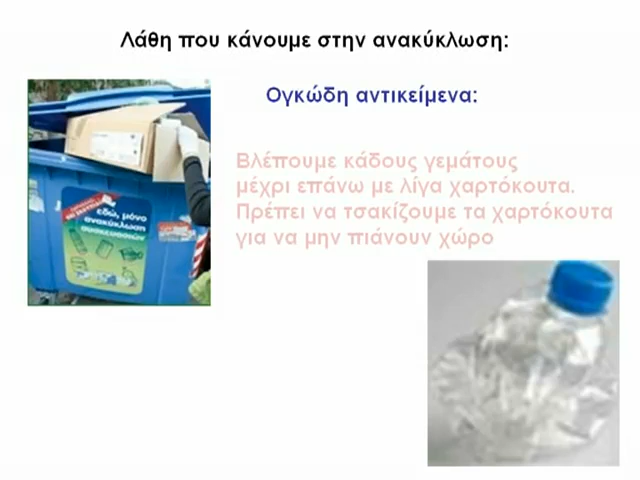 Λάθη που κάνουμε στην ανακύκλωση:
Ογκώδη αντικείμενα:
Βλέπουμε κάδους γεμάτους
μέχρι επάνω με λίγα χαρτόκουτα.
Πρέπει να τσακίζουμε τα χαρτόκουτα
για να μην πιάνουν χώρο
εδώ, μόνο
ανακύκλωση
συσκευασιών